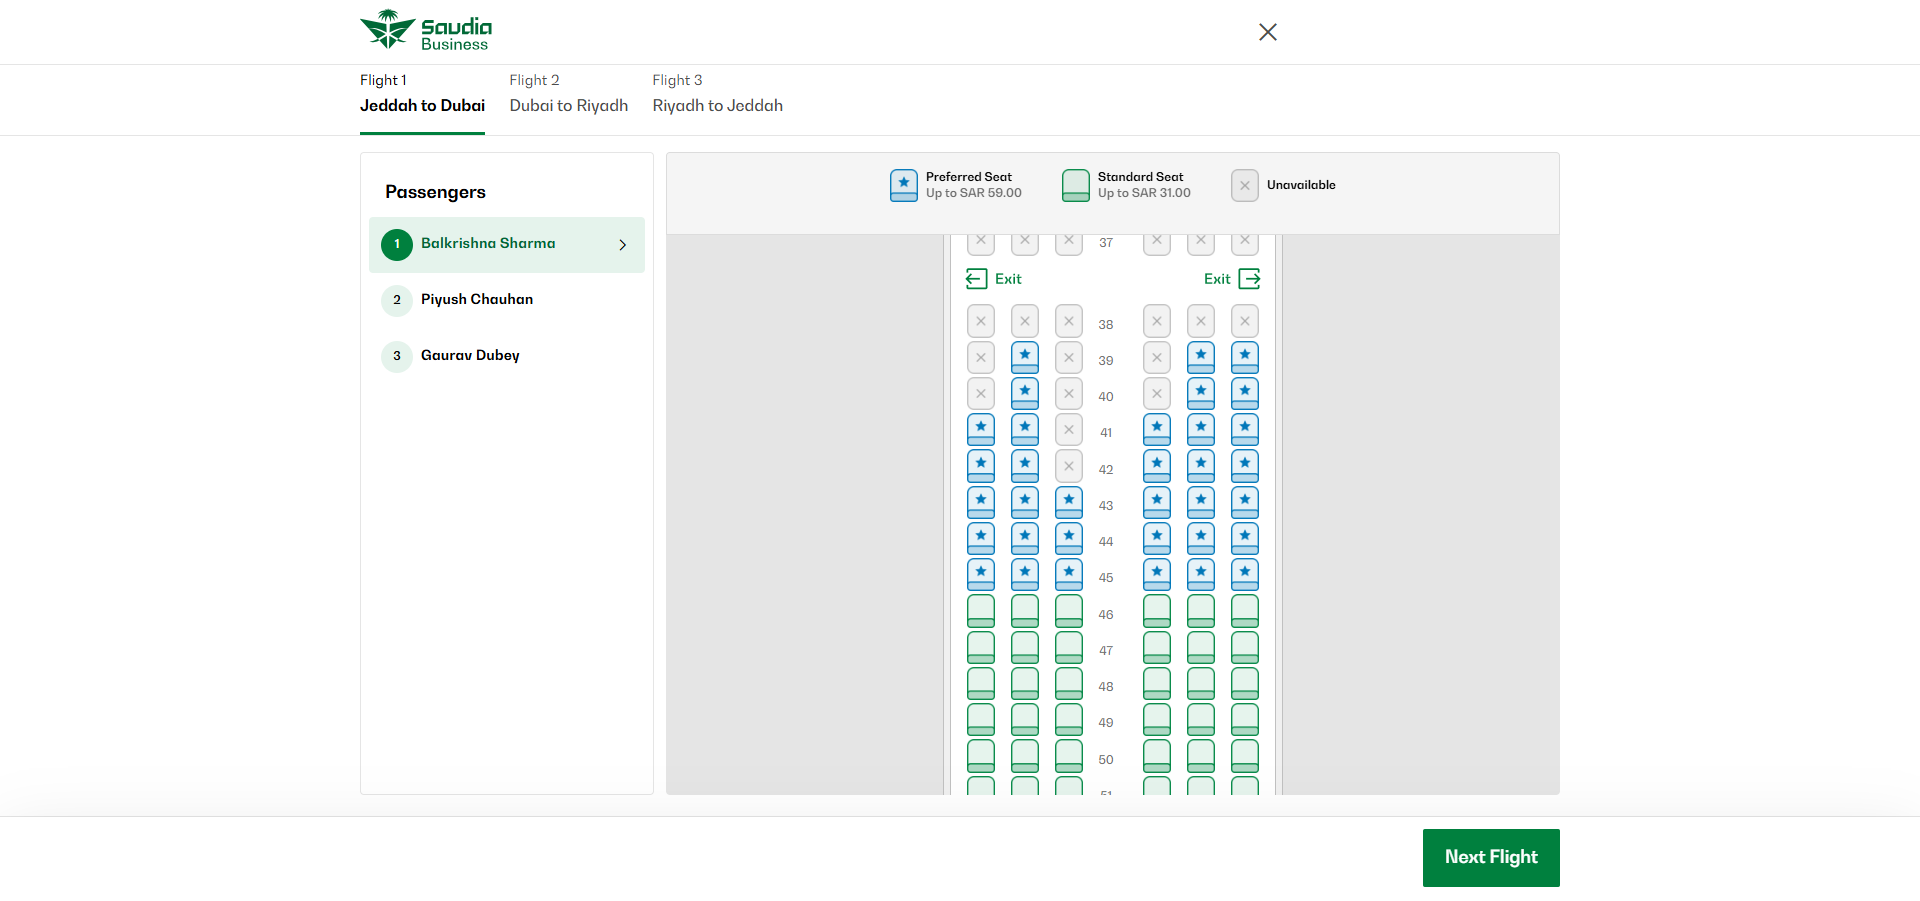 Saudia
Business
Flight 1
Jeddah to Dubai
Flight 2
Dubai to Riyadh
Flight 3
Riyadh to Jeddah
Passengers
1 Balkrishna Sharma
2 Piyush Chauhan
3 Gaurav Dubey
Preferred Seat
Up to SAR 59.00
Standard Seat
Up to SAR 31.00
Unavailable
37
Exit Exit
38
39
40
41
42
43
44
45
46
47
48
49
50
51
Next Flight